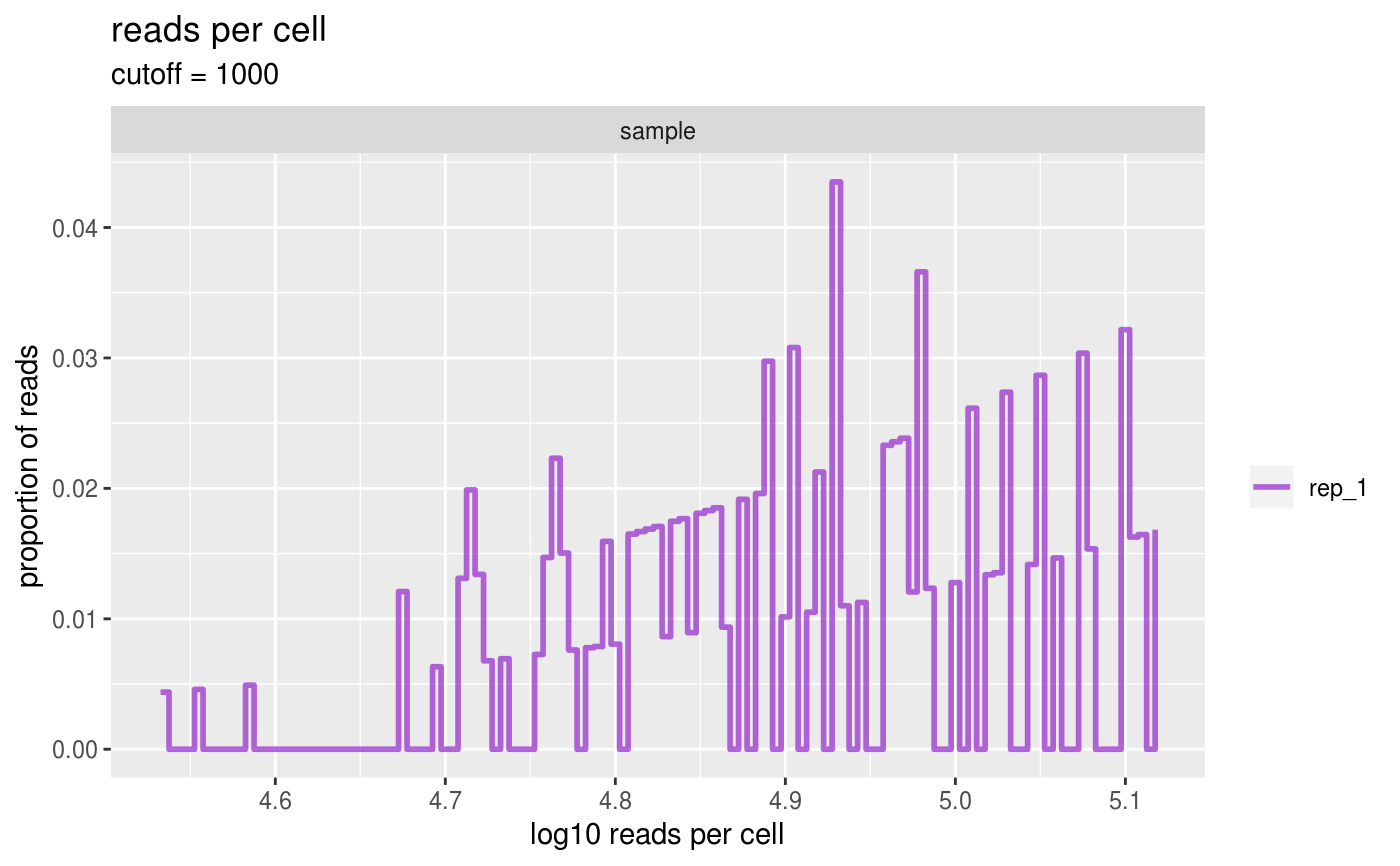 reads per cell
cutoff = 1000
sample
0.04
0.03
0.02
0.01
0.00
proportion of reads
4.6
4.7
4.8
4.9
5.0
5.1
log10 reads per cell
rep_1